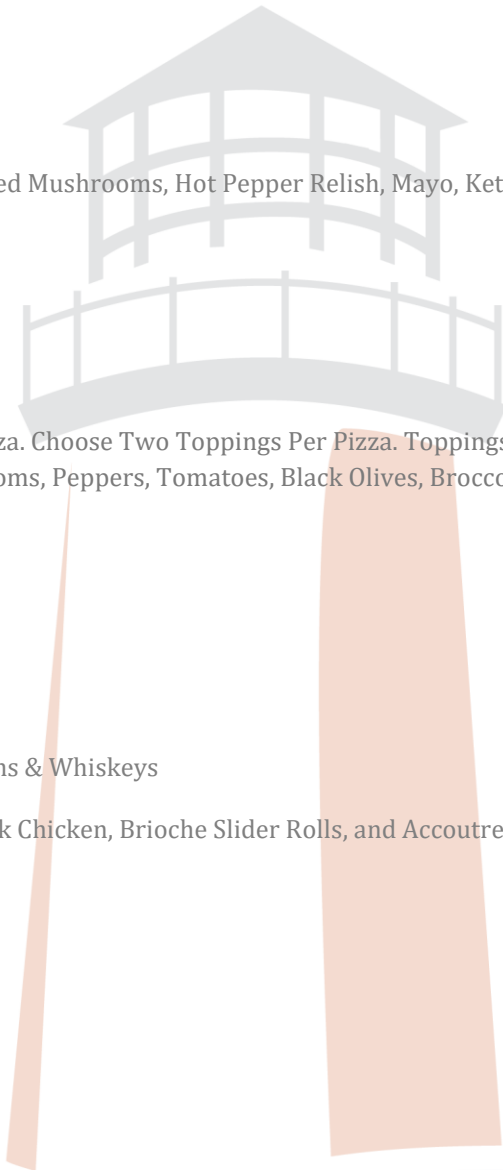 ed Mushrooms, Hot Pepper Relish, Mayo, Ket
za. Choose Two Toppings Per Pizza. Toppings
oms, Peppers, Tomatoes, Black Olives, Brocco
ns & Whiskeys
k Chicken, Brioche Slider Rolls, and Accoutre